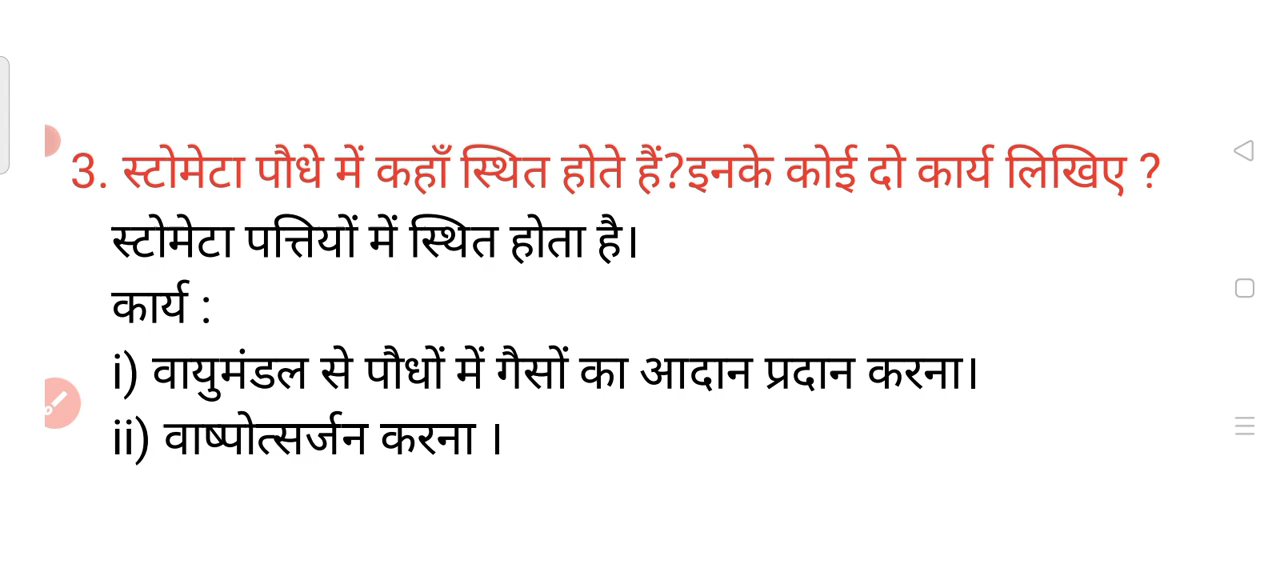 3. स्टोमेटा पौधे में कहाँ स्थित होते हैं?इनके कोई दो कार्य लिखिए ?
स्टोमेटा पत्तियों में स्थित होता है।
कार्य :
i) वायुमंडल से पौधों में गैसों का आदान प्रदान करना।
ii) वाष्पोत्सर्जन करना ।